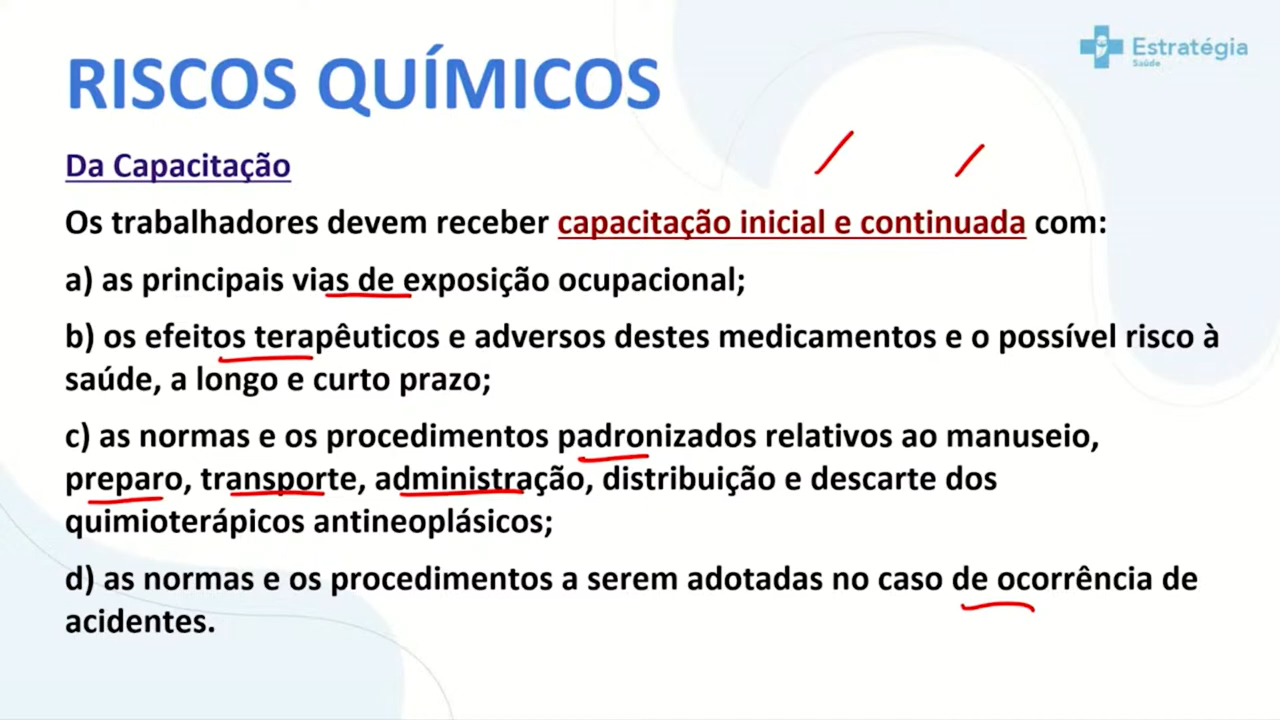 Estratégia
Saúde
RISCOS QUÍMICOS
Da Capacitação
Os trabalhadores devem receber capacitação inicial e continuada com:
a) as principais vias de exposição ocupacional;
b) os efeitos terapêuticos e adversos destes medicamentos e o possível risco à
saúde, a longo e curto prazo;
c) as normas e os procedimentos padronizados relativos ao manuseio,
preparo, transporte, administração, distribuição e descarte dos
quimioterápicos antineoplásicos;
d) as normas e os procedimentos a serem adotadas no caso de ocorrência de
acidentes.